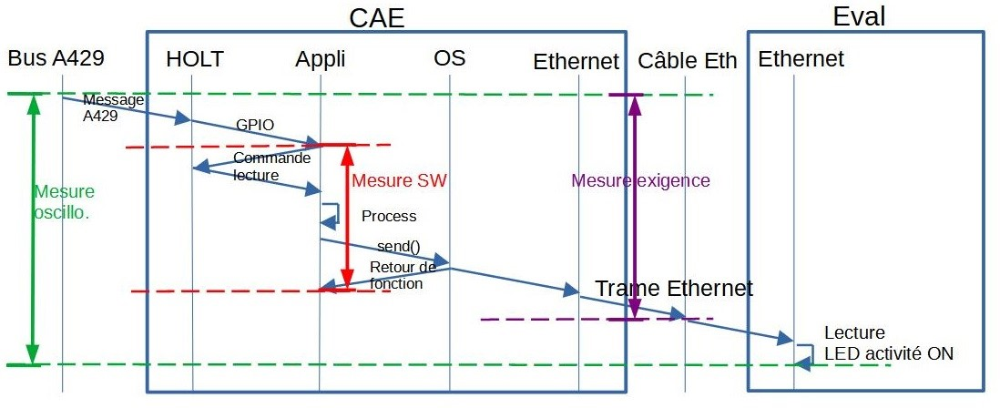 CAE
Eval
Bus A429
HOLT
Appli
OS
Ethernet
Câble Eth
Ethernet
Message
A429
GPIO
Commande
lecture
Mesure SW
Mesure exigence
Mesure
oscillo.
Process
send()
Retour de
fonction
Trame Ethernet
Lecture
LED activité ON